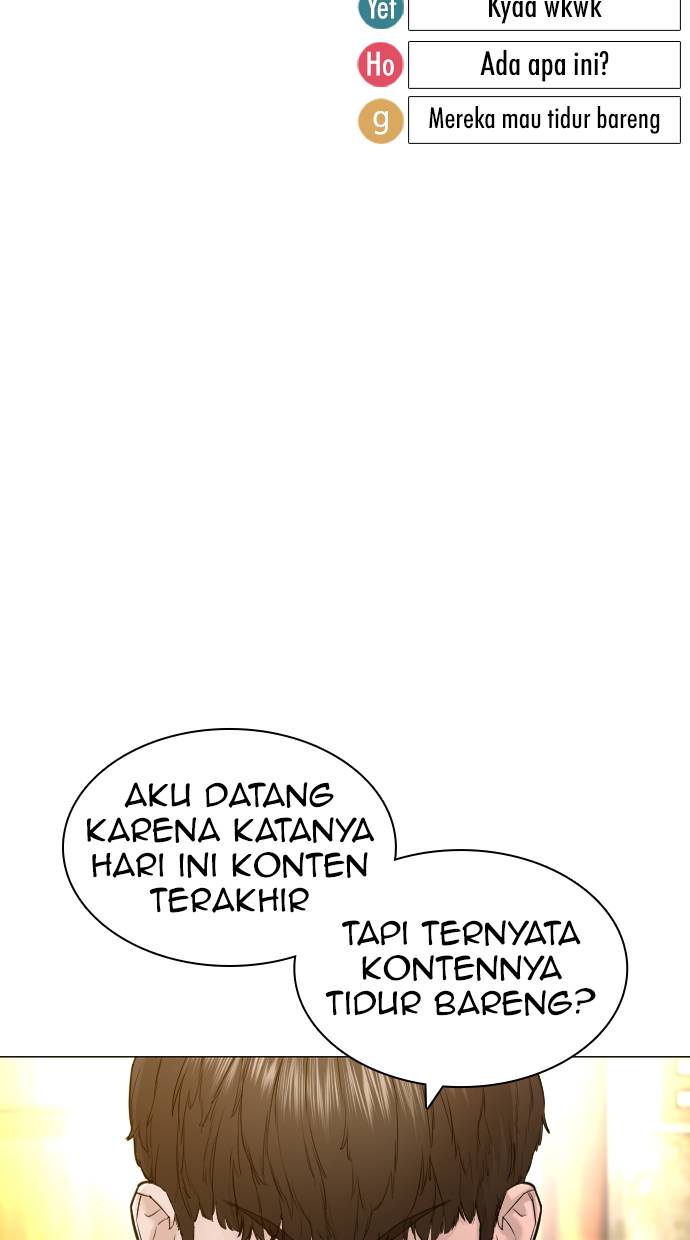 Yet
Kyaa wkwk
Ho
Ada apa ini?
g
Mereka mau tidur bareng
AKU DATANG
KARENA KATANYA
HARI INI KONTEN
TERAKHIR
TAPI TERNYATA
KONTENNYA
TIDUR BARENG?